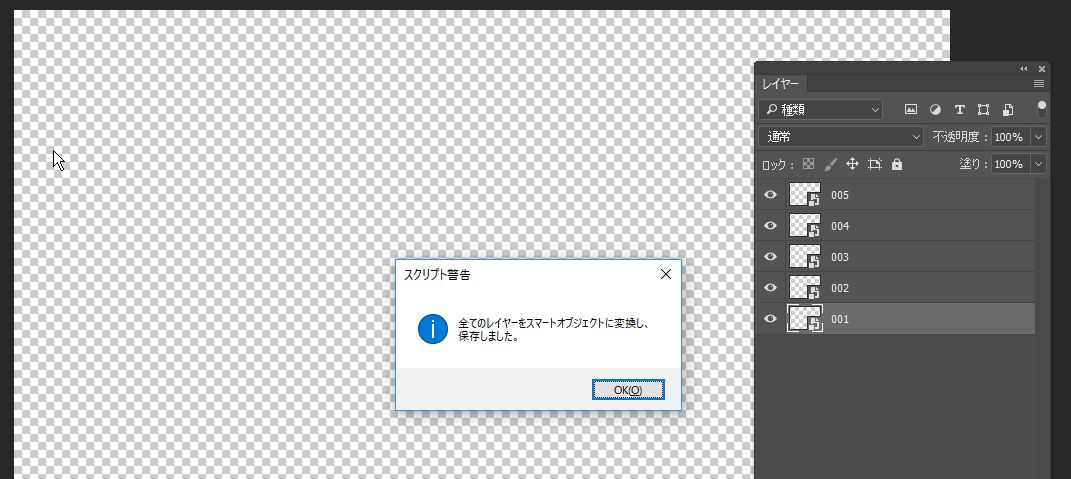 レイヤー
種類
通常
不透明度: 100%
ロック:
塗り: 100%
005
004
003
002
001
スクリプト警告
全てのレイヤーをスマートオブジェクトに変換し、
保存しました。
OK(O)